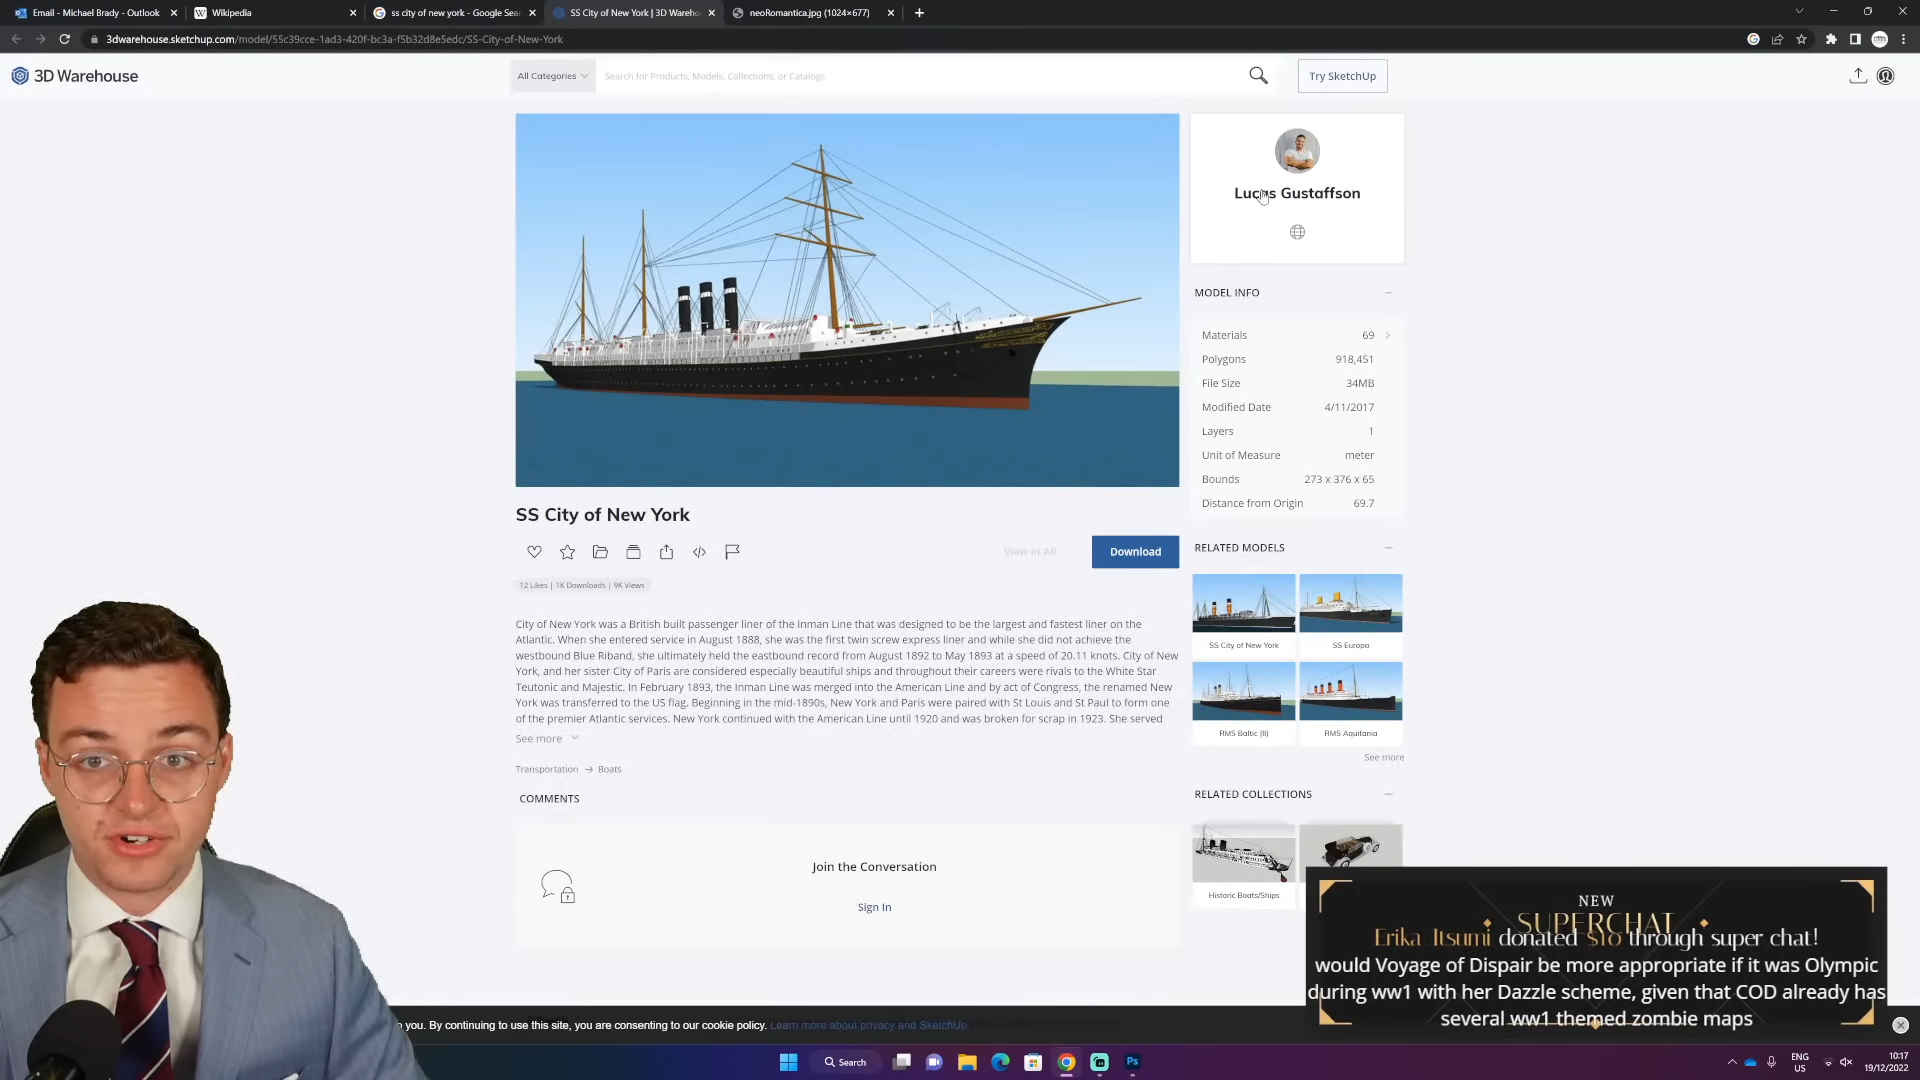 Email - Michael Brady - Outlook
Wikipedia
ss city of new york - Google Sea
SS City of New York | 3D Wareho
neoRomantica.jpg (1024×677)
3dwarehouse.sketchup.com/model/55c39cce-1ad3-420f-bc3a-f5b32d8e5edc/SS-City-of-New-York
3D Warehouse
All Categories
Search for Products, Models, Collections, or Catalogs
Try SketchUp
Lucas Gustaffson
MODEL INFO
Materials 69
Polygons 918,451
File Size 34MB
Modified Date 4/11/2017
Layers 1
Unit of Measure meter
Bounds 273 x 376 x 65
Distance from Origin 69.7
SS City of New York
View in AR
Download
12 Likes | 1K Downloads | 9K Views
City of New York was a British built passenger liner of the Inman Line that was designed to be the largest and fastest liner on the
Atlantic. When she entered service in August 1888, she was the first twin screw express liner and while she did not achieve the
westbound Blue Riband, she ultimately held the eastbound record from August 1892 to May 1893 at a speed of 20.11 knots. City of New
York, and her sister City of Paris are considered especially beautiful ships and throughout their careers were rivals to the White Star
Teutonic and Majestic. In February 1893, the Inman Line was merged into the American Line and by act of Congress, the renamed New
York was transferred to the US flag. Beginning in the mid-1890s, New York and Paris were paired with St Louis and St Paul to form one
of the premier Atlantic services. New York continued with the American Line until 1920 and was broken for scrap in 1923. She served
See more
Transportation → Boats
COMMENTS
Join the Conversation
Sign In
RELATED MODELS
SS City of New York
SS Europa
RMS Baltic (II)
RMS Aquitania
See more
RELATED COLLECTIONS
Historic Boats/Ships
NEW
SUPERCHAT
Erika Itsumi donated $10 through super chat!
would Voyage of Dispair be more appropriate if it was Olympic
during ww1 with her Dazzle scheme, given that COD already has
several ww1 themed zombie maps
o you. By continuing to use this site, you are consenting to our cookie policy. Learn more about privacy and SketchUp.
Search
ENG
US
10:17
19/12/2022